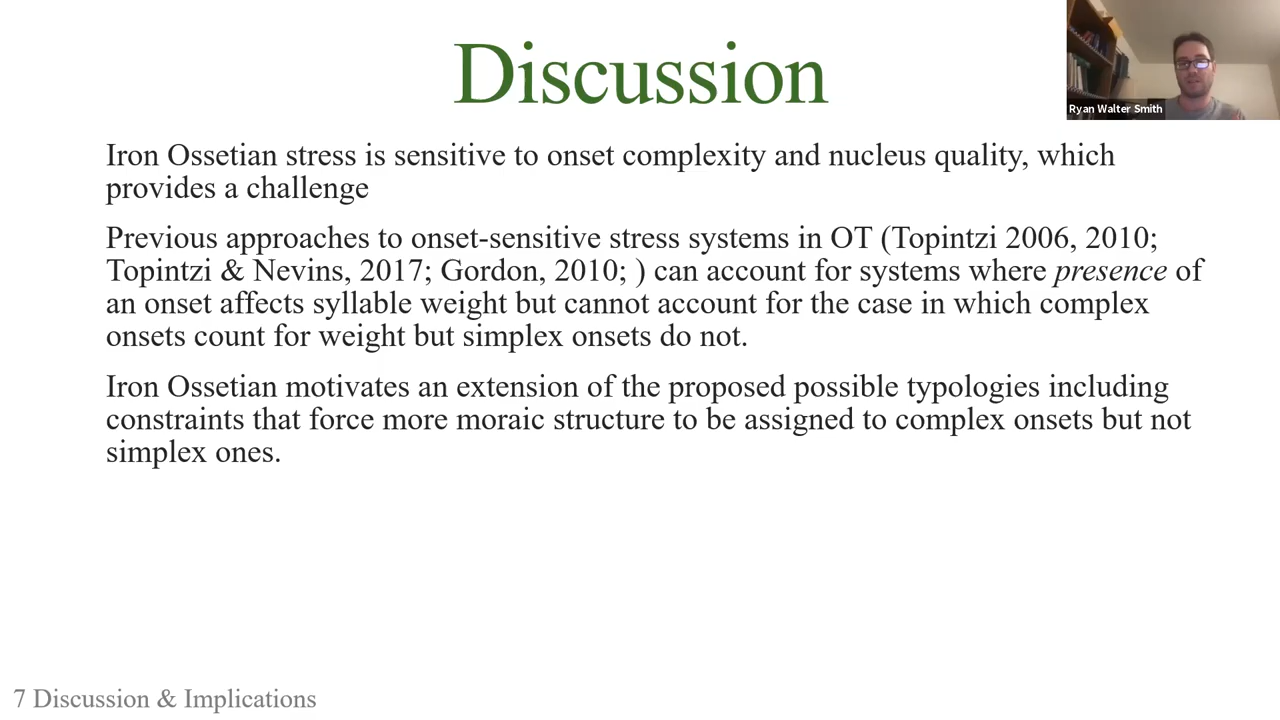 Discussion
Ryan Walter Smith
Iron Ossetian stress is sensitive to onset complexity and nucleus quality, which
provides a challenge
Previous approaches to onset-sensitive stress systems in OT (Topintzi 2006, 2010;
Topintzi & Nevins, 2017; Gordon, 2010; ) can account for systems where presence of
an onset affects syllable weight but cannot account for the case in which complex
onsets count for weight but simplex onsets do not.
Iron Ossetian motivates an extension of the proposed possible typologies including
constraints that force more moraic structure to be assigned to complex onsets but not
simplex ones.
7 Discussion & Implications